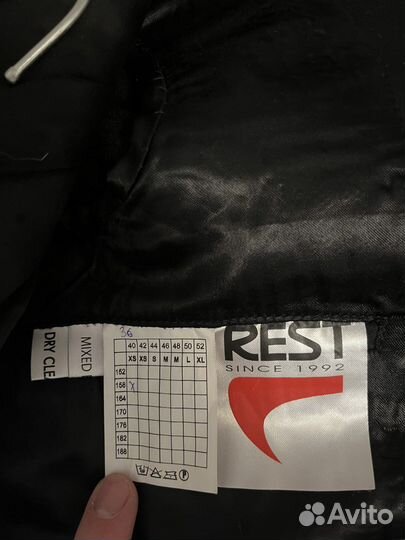 DRY CLE
MIXED
36
40 42 44 46 48 50 52
XS XS S M M L XL
152
158 X
164
170
176
182
188
REST
SINCE 1992
Avito